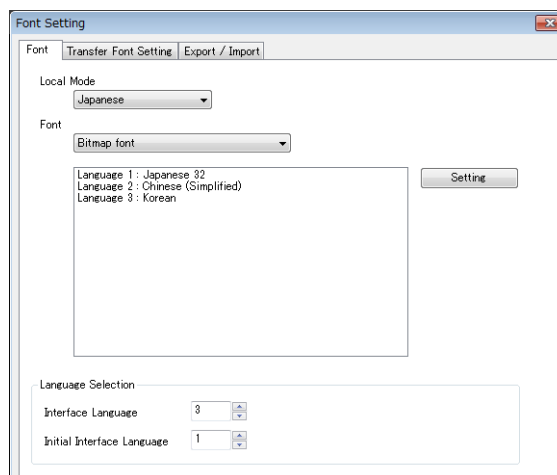 Font Setting
Font Transfer Font Setting Export / Import
Local Mode
Japanese
Font
Bitmap font
Language 1 : Japanese 32
Language 2 : Chinese (Simplified)
Language 3 : Korean
Setting
Language Selection
Interface Language 3
Initial Interface Language 1